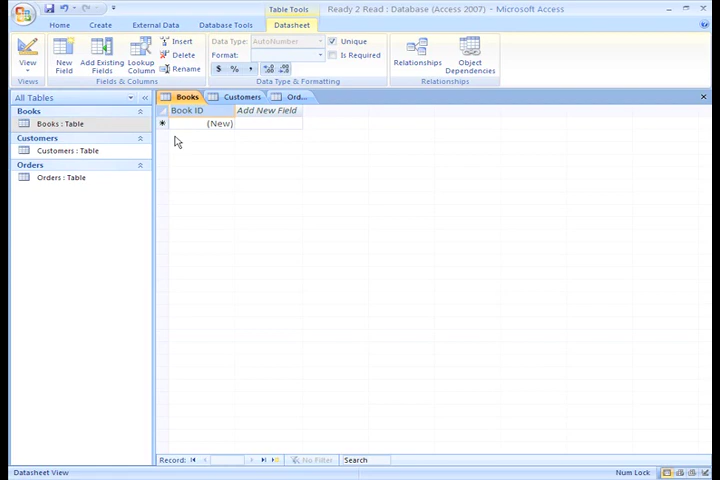 Table Tools
Ready 2 Read : Database (Access 2007) - Microsoft Access
Home
Create
External Data
Database Tools
Datasheet
View
Views
New Field
Add Existing Fields
Lookup Column
Insert
Delete
Rename
Fields & Columns
Data Type: AutoNumber
Format:
$ % ,
Unique
Is Required
Data Type & Formatting
Relationships
Object Dependencies
Relationships
All Tables
Books
Books : Table
Customers
Customers : Table
Orders
Orders : Table
Books
Customers
Ord...
Book ID
Add New Field
(New)
Record:
No Filter
Search
Datasheet View
Num Lock